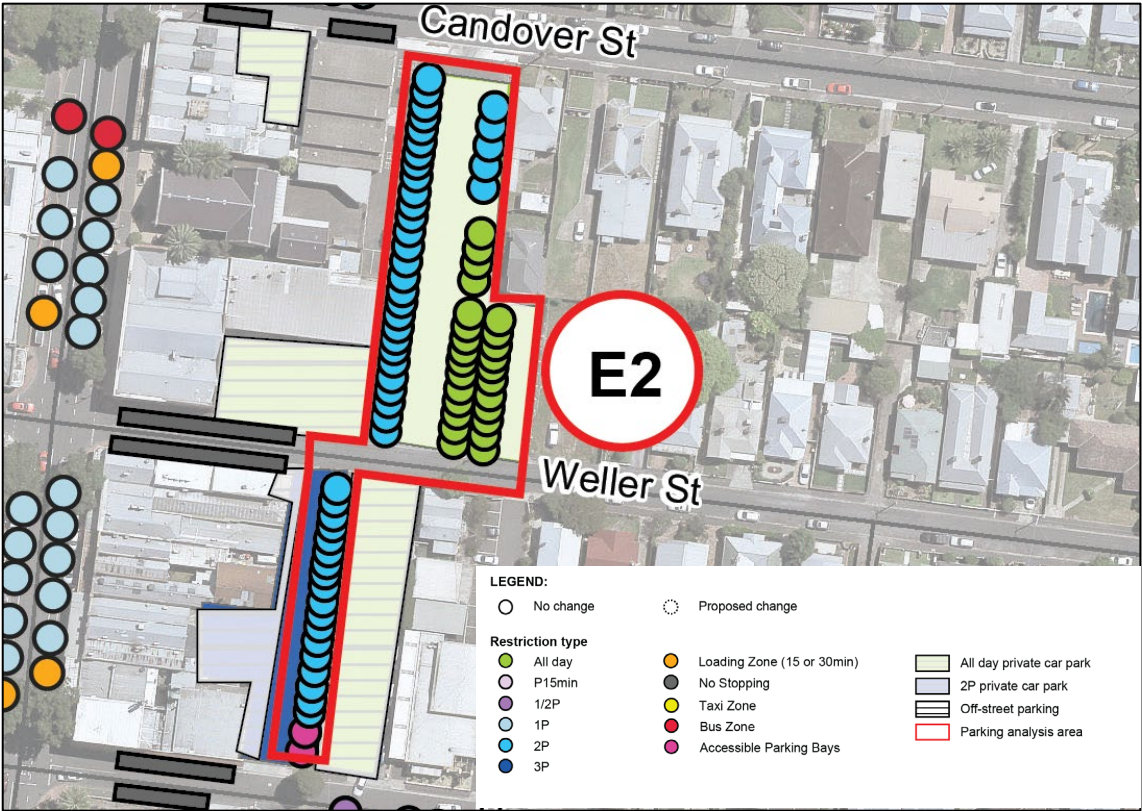 Candover St
E2
Weller St
LEGEND:
No change
Proposed change
Restriction type
All day
P15min
1/2P
1P
2P
3P
Loading Zone (15 or 30min)
No Stopping
Taxi Zone
Bus Zone
Accessible Parking Bays
All day private car park
2P private car park
Off-street parking
Parking analysis area